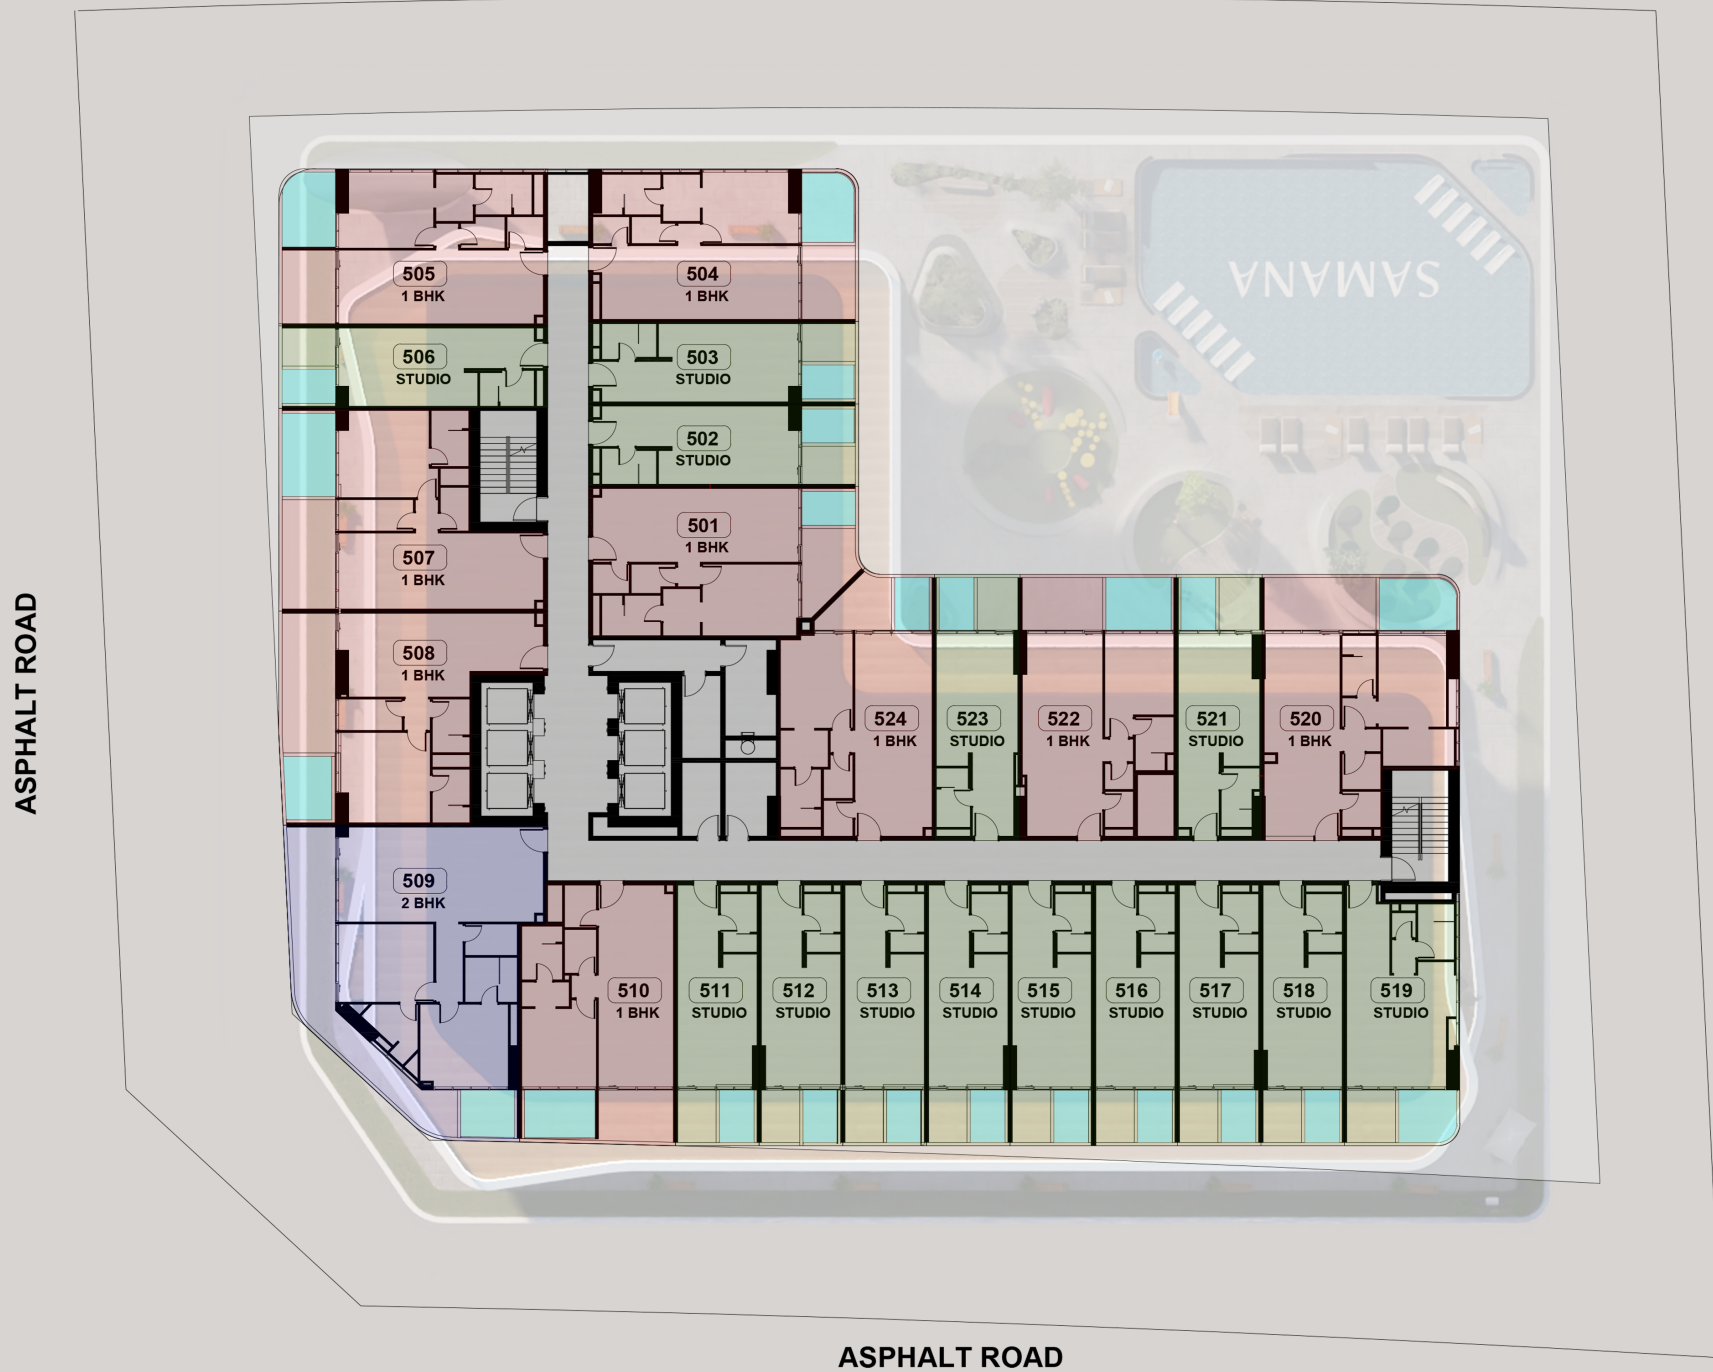 505
1 BHK
504
1 BHK
SAMANA
506
STUDIO
503
STUDIO
502
STUDIO
501
1 BHK
507
1 BHK
508
1 BHK
ASPHALT ROAD
524
1 BHK
523
STUDIO
522
1 BHK
521
STUDIO
520
1 BHK
509
2 BHK
510
1 BHK
511
STUDIO
512
STUDIO
513
STUDIO
514
STUDIO
515
STUDIO
516
STUDIO
517
STUDIO
518
STUDIO
519
STUDIO
ASPHALT ROAD